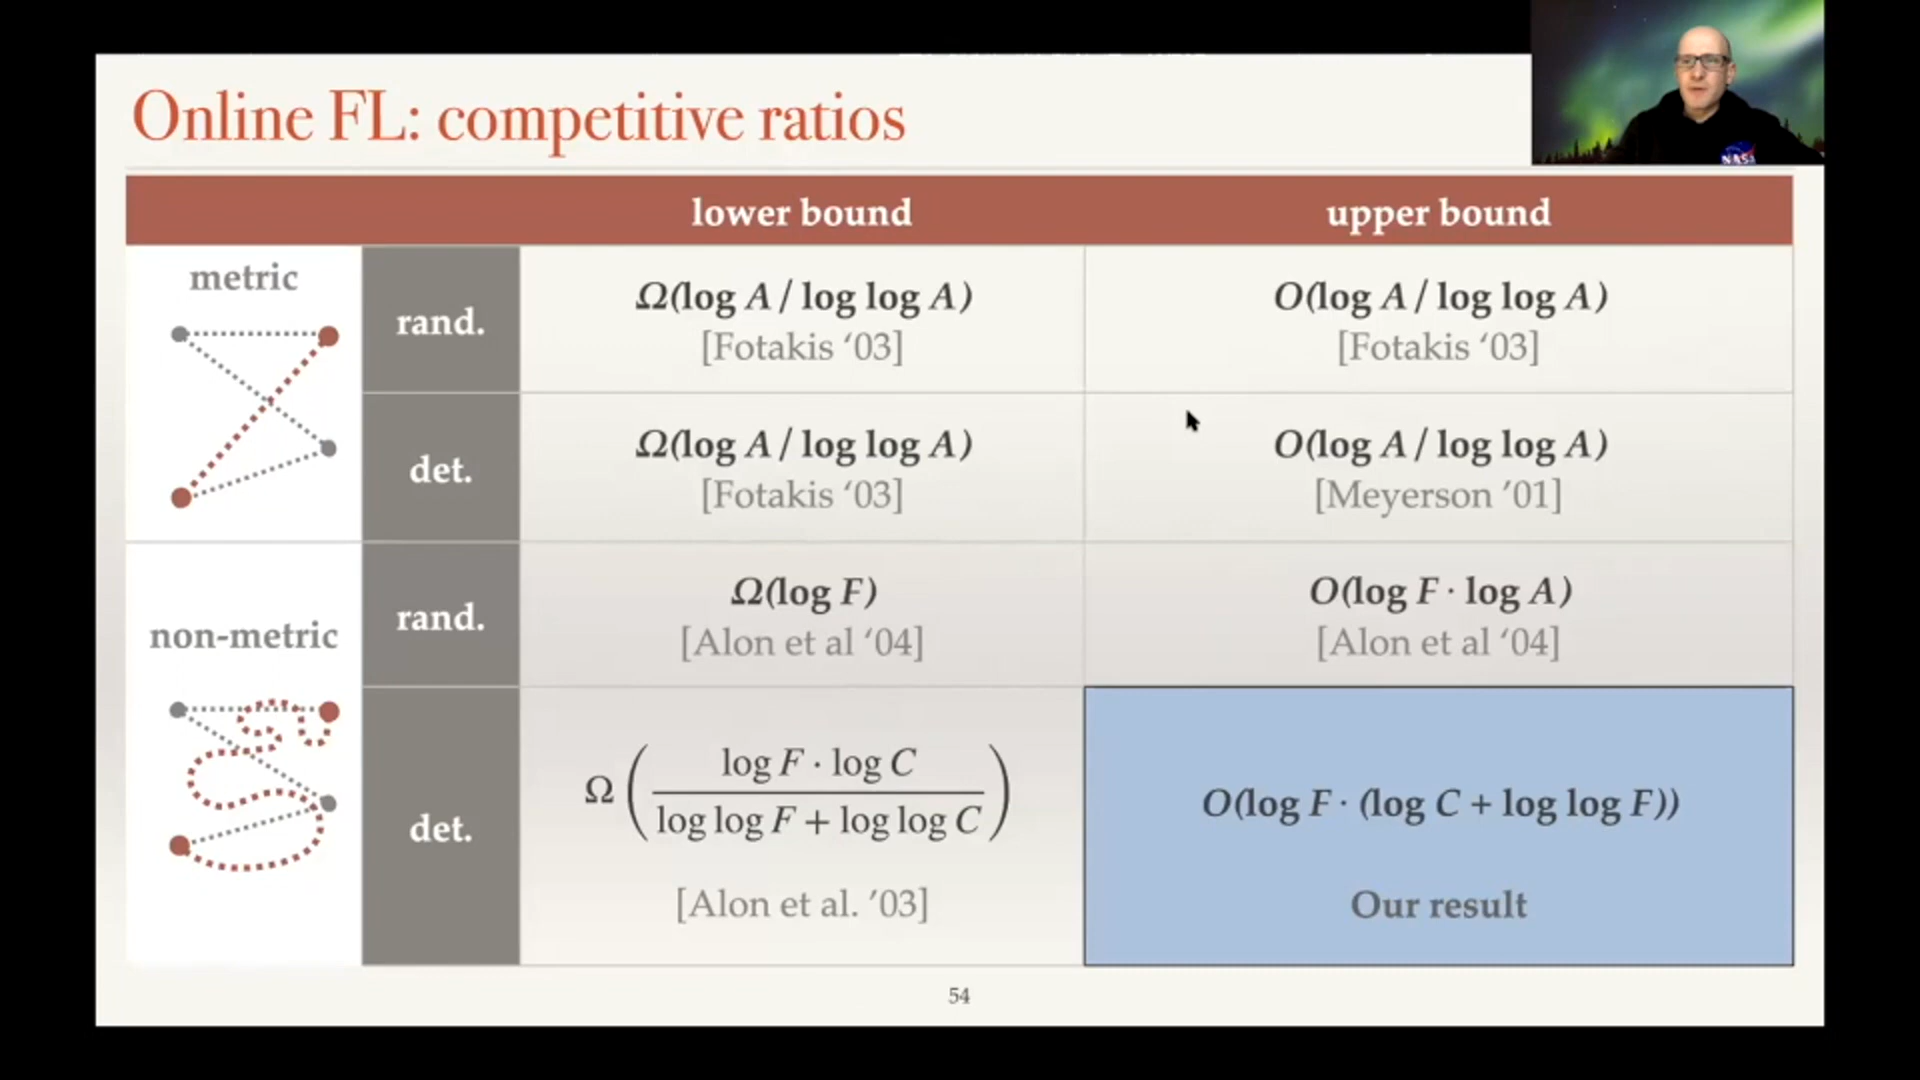 Online FL: competitive ratios
NASA
lower bound
upper bound
metric
rand.
Ω(log A / log log A)
[Fotakis ‘03]
O(log A / log log A)
[Fotakis ‘03]
det.
Ω(log A / log log A)
[Fotakis ‘03]
O(log A / log log A)
[Meyerson ’01]
non-metric
rand.
Ω(log F)
[Alon et al ‘04]
O(log F · log A)
[Alon et al ‘04]
det.
Ω ( log F · log C / log log F + log log C )
[Alon et al. ’03]
O(log F · (log C + log log F))
Our result
54